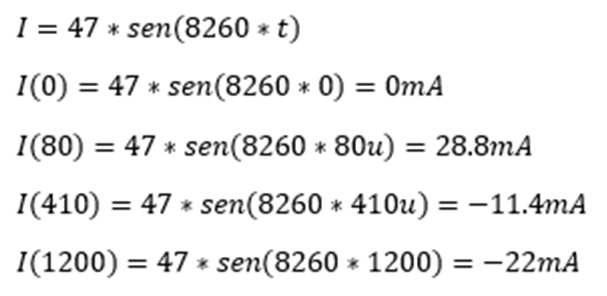 I = 47 * sen(8260 * t)
I(0) = 47 * sen(8260 * 0) = 0mA
I(80) = 47 * sen(8260 * 80u) = 28.8mA
I(410) = 47 * sen(8260 * 410u) = −11.4mA
I(1200) = 47 * sen(8260 * 1200) = −22mA